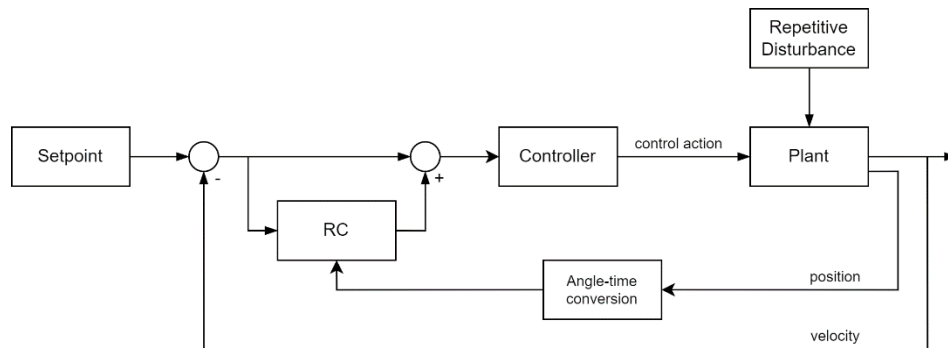 Repetitive
Disturbance
Setpoint
-
+
Controller
control action
Plant
RC
Angle-time
conversion
position
velocity